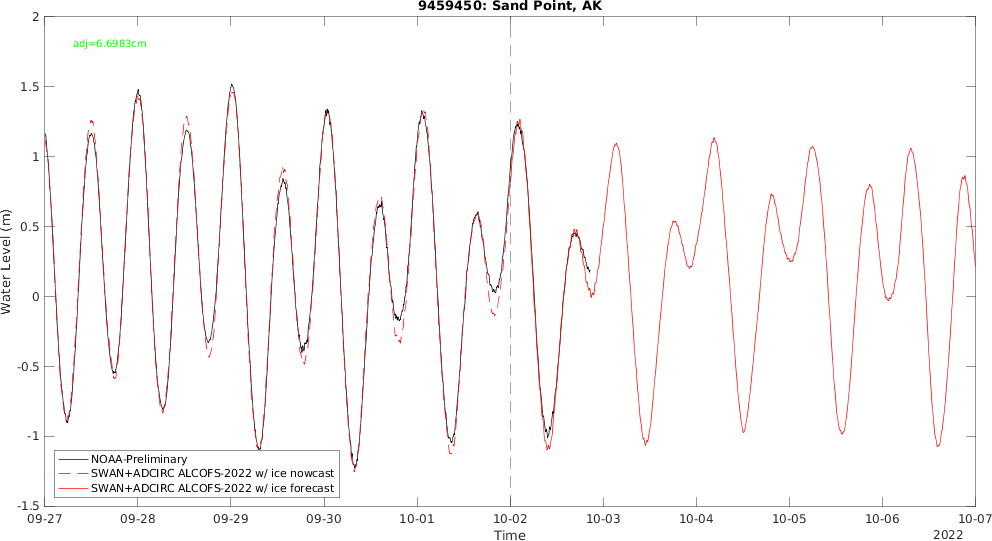 9459450: Sand Point, AK
adj=6.6983cm
Water Level (m)
2
1.5
1
0.5
0
-0.5
-1
-1.5
NOAA-Preliminary
SWAN+ADCIRC ALCOFS-2022 w/ ice nowcast
SWAN+ADCIRC ALCOFS-2022 w/ ice forecast
09-27 09-28 09-29 09-30 10-01 10-02 10-03 10-04 10-05 10-06 10-07
Time
2022